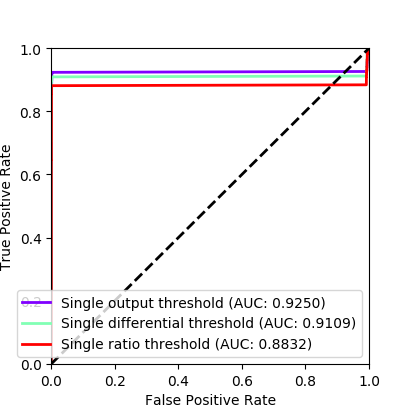 1.0
0.8
0.6
0.4
0.2
0.0
True Positive Rate
Single output threshold (AUC: 0.9250)
Single differential threshold (AUC: 0.9109)
Single ratio threshold (AUC: 0.8832)
0.0 0.2 0.4 0.6 0.8 1.0
False Positive Rate